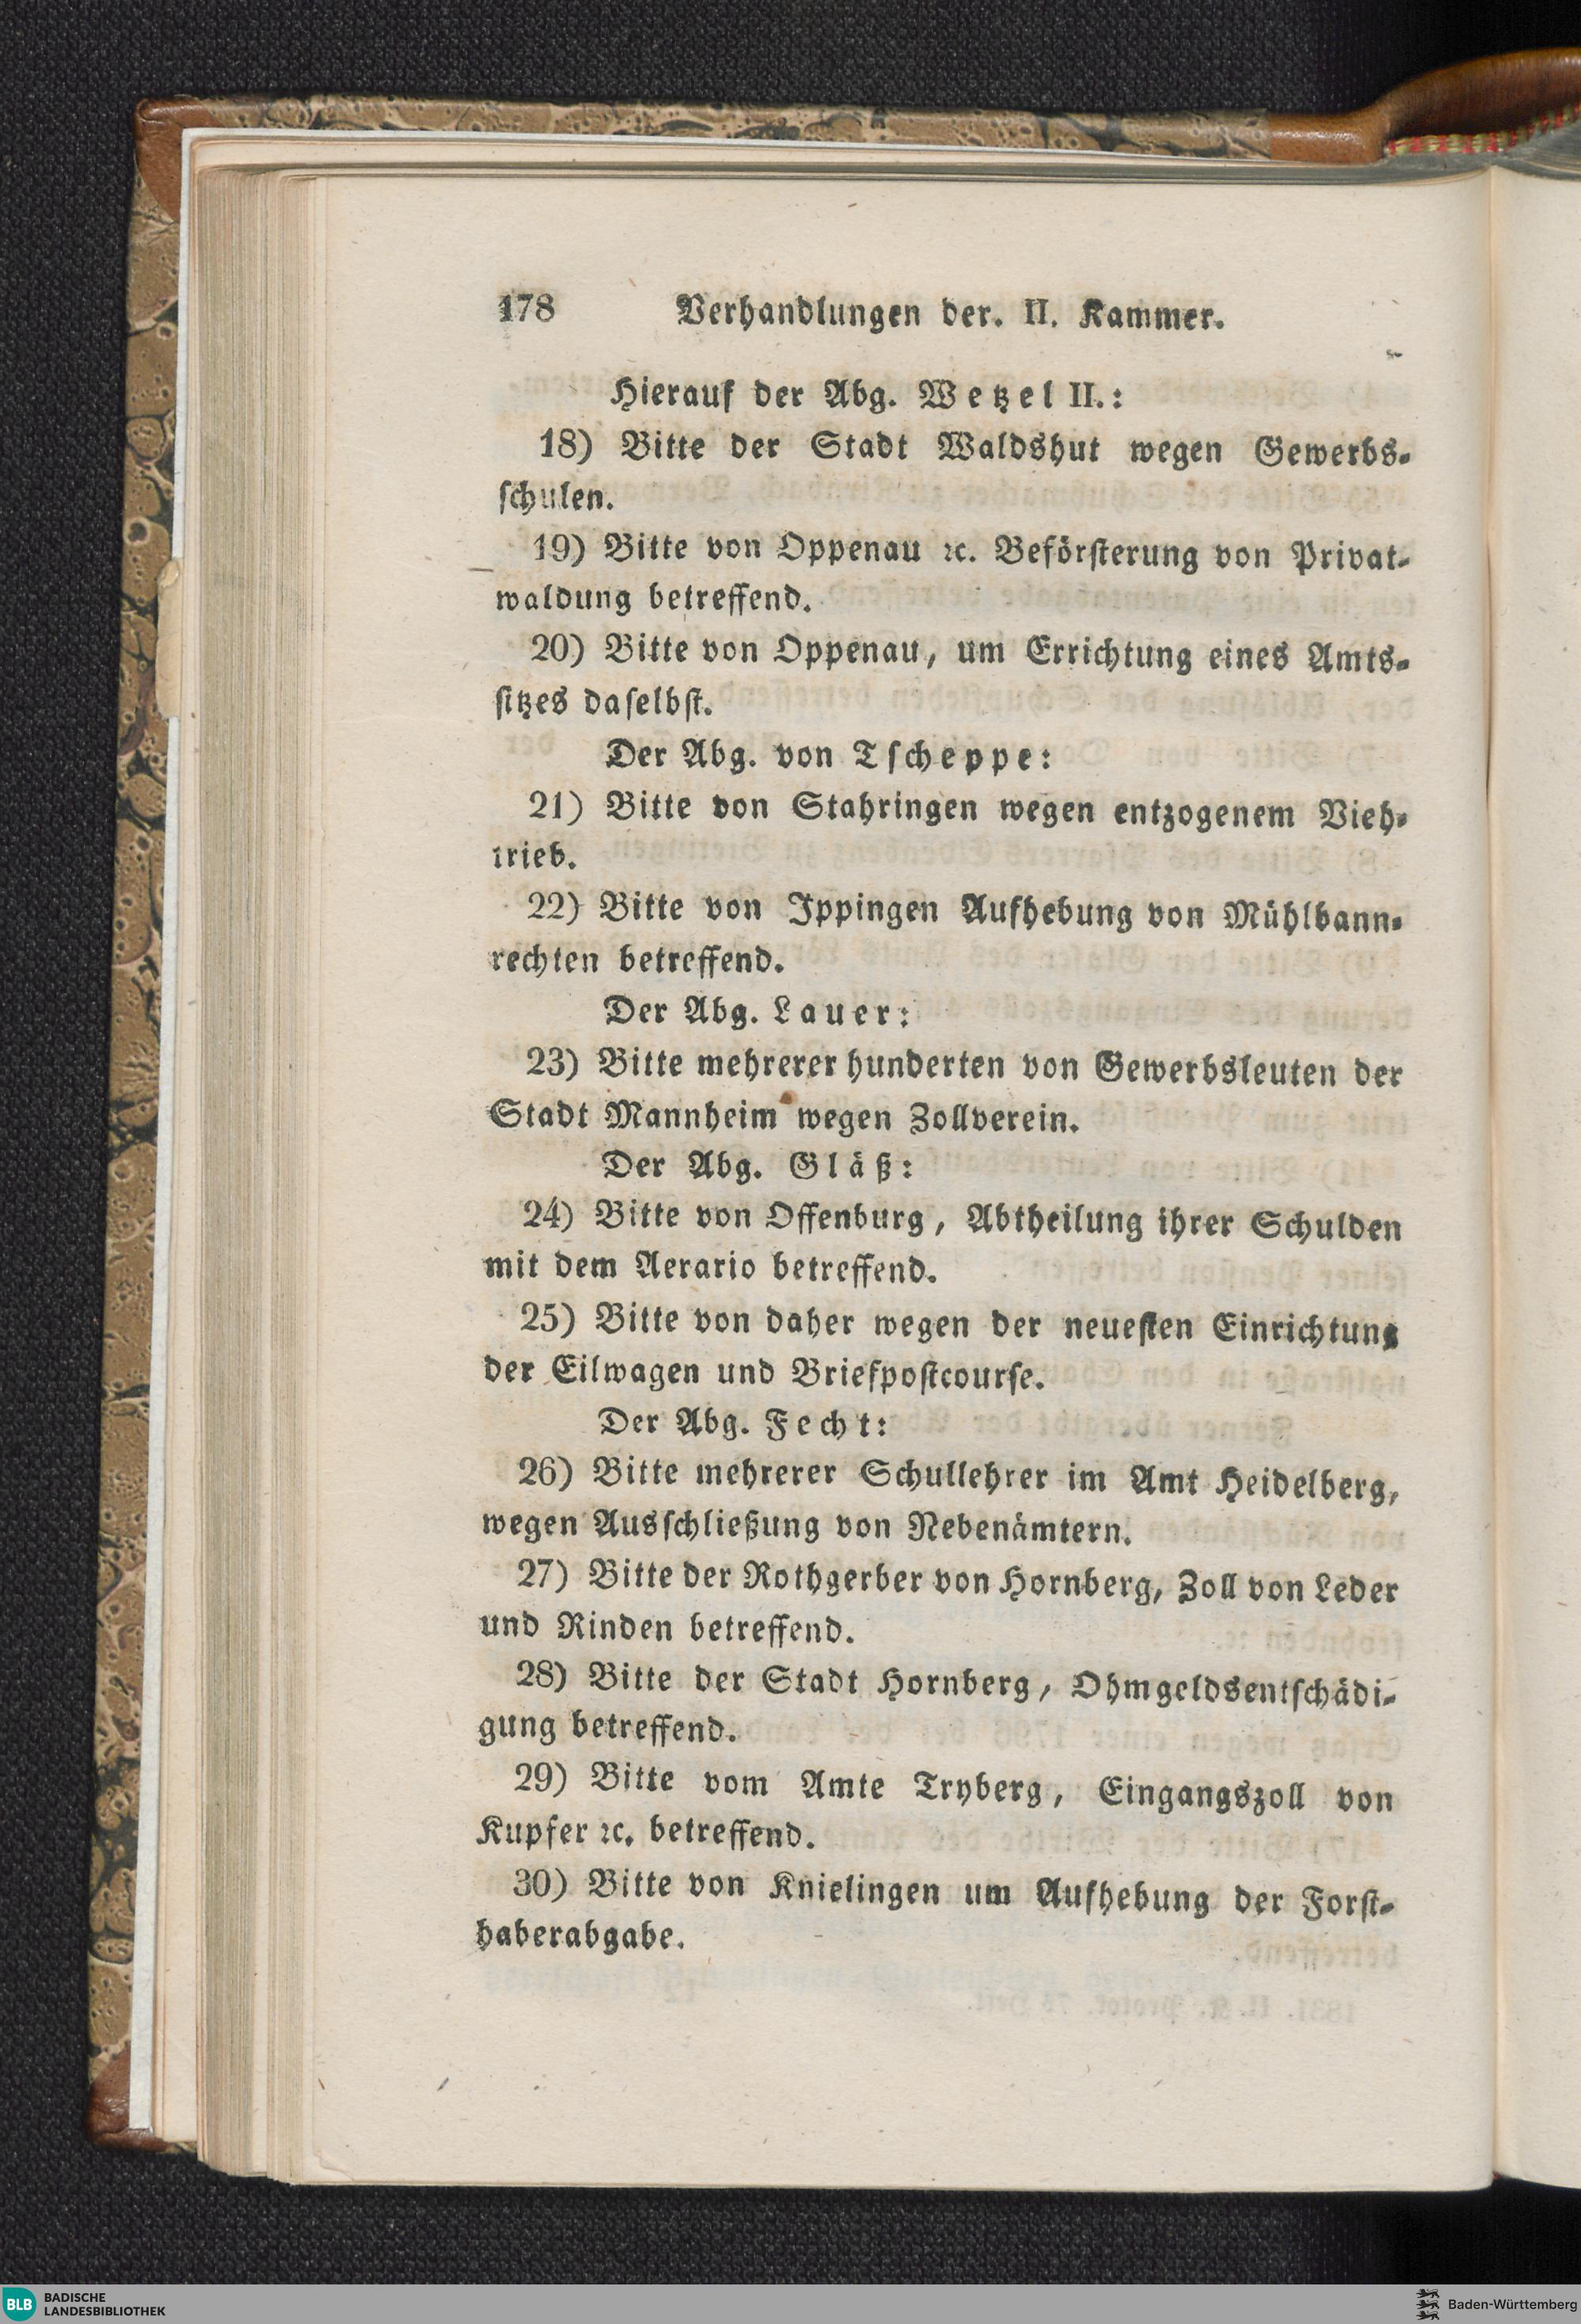 178 Verhandlungen der. II. Kammer.
Hierauf der Abg. Wetzel II.:
18) Bitte der Stadt Waldshut wegen Gewerbs-
schulen.
19) Bitte von Oppenau ꝛc. Beförsterung von Privat-
waldung betreffend.
20) Bitte von Oppenau, um Errichtung eines Amts-
sitzes daselbst.
Der Abg. von Tscheppe:
21) Bitte von Stahringen wegen entzogenem Vieh-
trieb.
22) Bitte von Ippingen Aufhebung von Mühlbann-
rechten betreffend.
Der Abg. Lauer:
23) Bitte mehrerer hunderten von Gewerbsleuten der
Stadt Mannheim wegen Zollverein.
Der Abg. Gläß:
24) Bitte von Offenburg, Abtheilung ihrer Schulden
mit dem Aerario betreffend.
25) Bitte von daher wegen der neuesten Einrichtung
der Eilwagen und Briefpostcourse.
Der Abg. Fecht:
26) Bitte mehrerer Schullehrer im Amt Heidelberg,
wegen Ausschließung von Nebenämtern.
27) Bitte der Rothgerber von Hornberg, Zoll von Leder
und Rinden betreffend.
28) Bitte der Stadt Hornberg, Ohmgeldsentschädi-
gung betreffend.
29) Bitte vom Amte Tryberg, Eingangszoll von
Kupfer ꝛc. betreffend.
30) Bitte von Knielingen um Aufhebung der Forst-
haberabgabe.
BLB BADISCHE
LANDESBIBLIOTHEK
Baden-Württemberg